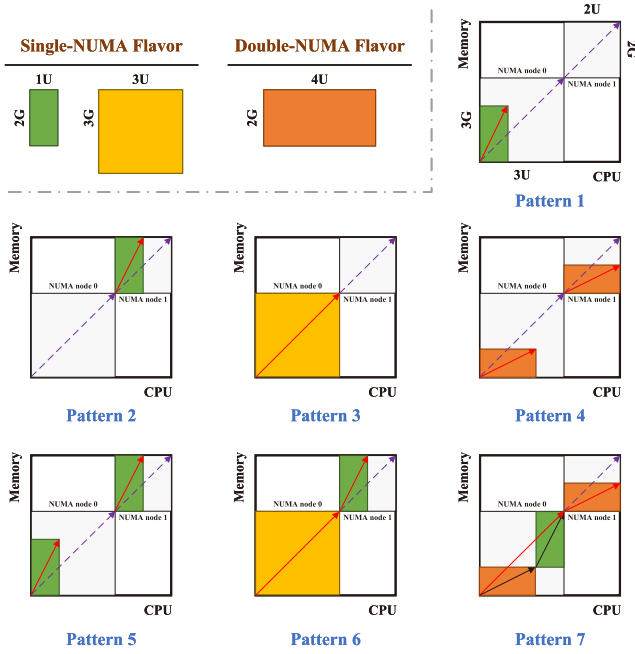 Single-NUMA Flavor
Double-NUMA Flavor
1U
3U
4U
2G
3G
2G
Memory
2U
2G
NUMA node 0
NUMA node 1
3G
3U
CPU
Pattern 1
Memory
NUMA node 0
NUMA node 1
CPU
Pattern 2
Memory
NUMA node 0
NUMA node 1
CPU
Pattern 3
Memory
NUMA node 0
NUMA node 1
CPU
Pattern 4
Memory
NUMA node 0
NUMA node 1
CPU
Pattern 5
Memory
NUMA node 0
NUMA node 1
CPU
Pattern 6
Memory
NUMA node 0
NUMA node 1
CPU
Pattern 7